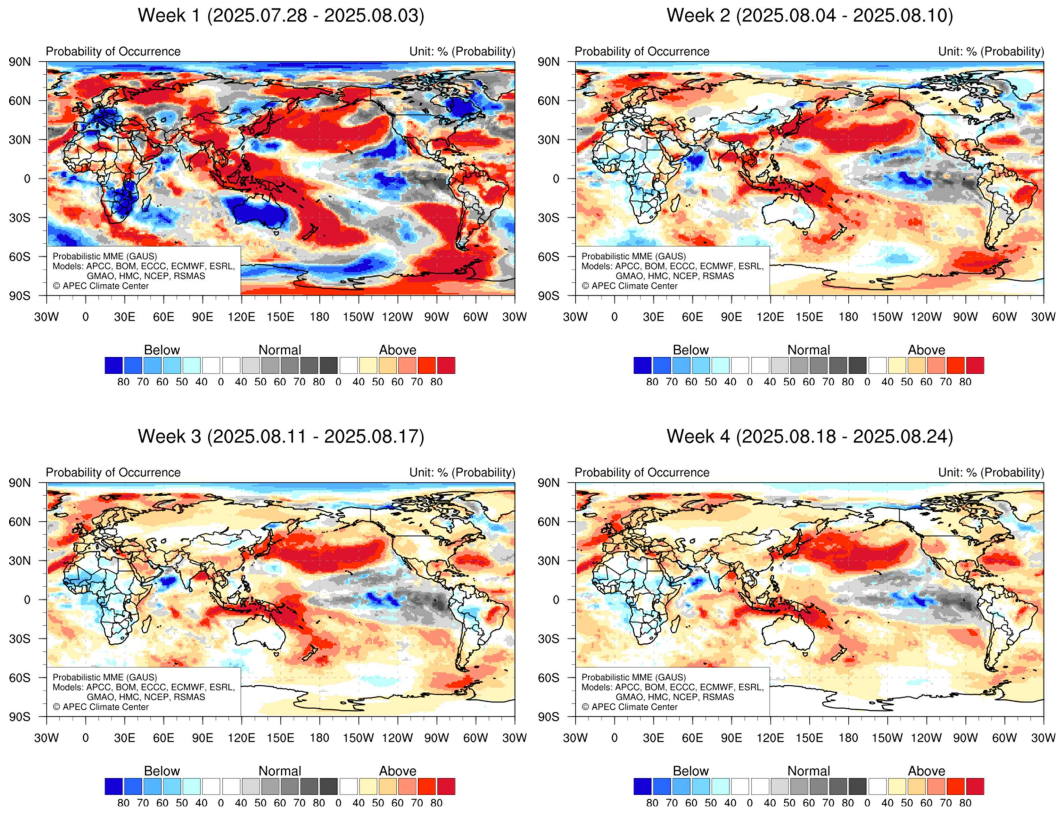 Week 1 (2025.07.28 - 2025.08.03)
Probability of Occurrence Unit: % (Probability)
90N
60N
30N
0
30S
60S
90S
Probabilistic MME (GAUS)
Models: APCC, BOM, ECCC, ECMWF, ESRL,
GMAO, HMC, NCEP, RSMAS
© APEC Climate Center
30W 0 30E 60E 90E 120E 150E 180 150W 120W 90W 60W 30W
Below Normal Above
80 70 60 50 40 0 40 50 60 70 80 0 40 50 60 70 80
Week 2 (2025.08.04 - 2025.08.10)
Probability of Occurrence Unit: % (Probability)
90N
60N
30N
0
30S
60S
90S
Probabilistic MME (GAUS)
Models: APCC, BOM, ECCC, ECMWF, ESRL,
GMAO, HMC, NCEP, RSMAS
© APEC Climate Center
30W 0 30E 60E 90E 120E 150E 180 150W 120W 90W 60W 30W
Below Normal Above
80 70 60 50 40 0 40 50 60 70 80 0 40 50 60 70 80
Week 3 (2025.08.11 - 2025.08.17)
Probability of Occurrence Unit: % (Probability)
90N
60N
30N
0
30S
60S
90S
Probabilistic MME (GAUS)
Models: APCC, BOM, ECCC, ECMWF, ESRL,
GMAO, HMC, NCEP, RSMAS
© APEC Climate Center
30W 0 30E 60E 90E 120E 150E 180 150W 120W 90W 60W 30W
Below Normal Above
80 70 60 50 40 0 40 50 60 70 80 0 40 50 60 70 80
Week 4 (2025.08.18 - 2025.08.24)
Probability of Occurrence Unit: % (Probability)
90N
60N
30N
0
30S
60S
90S
Probabilistic MME (GAUS)
Models: APCC, BOM, ECCC, ECMWF, ESRL,
GMAO, HMC, NCEP, RSMAS
© APEC Climate Center
30W 0 30E 60E 90E 120E 150E 180 150W 120W 90W 60W 30W
Below Normal Above
80 70 60 50 40 0 40 50 60 70 80 0 40 50 60 70 80